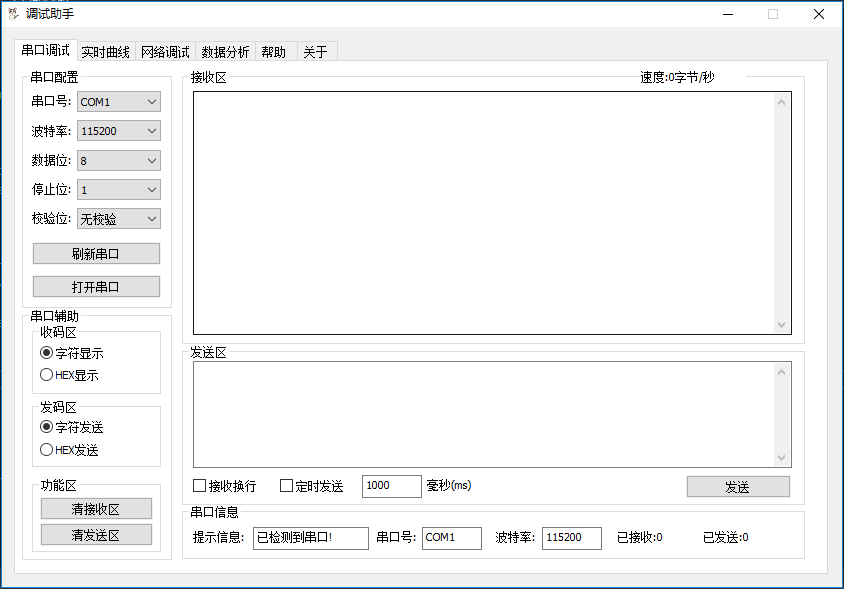 调试助手
串口调试 实时曲线 网络调试 数据分析 帮助 关于
串口配置
串口号: COM1
波特率: 115200
数据位: 8
停止位: 1
校验位: 无校验
刷新串口
打开串口
串口辅助
收码区
字符显示
HEX显示
发码区
字符发送
HEX发送
功能区
清接收区
清发送区
接收区 速度:0字节/秒
发送区
接收换行 定时发送 1000 毫秒(ms) 发送
串口信息
提示信息: 已检测到串口! 串口号: COM1 波特率: 115200 已接收:0 已发送:0